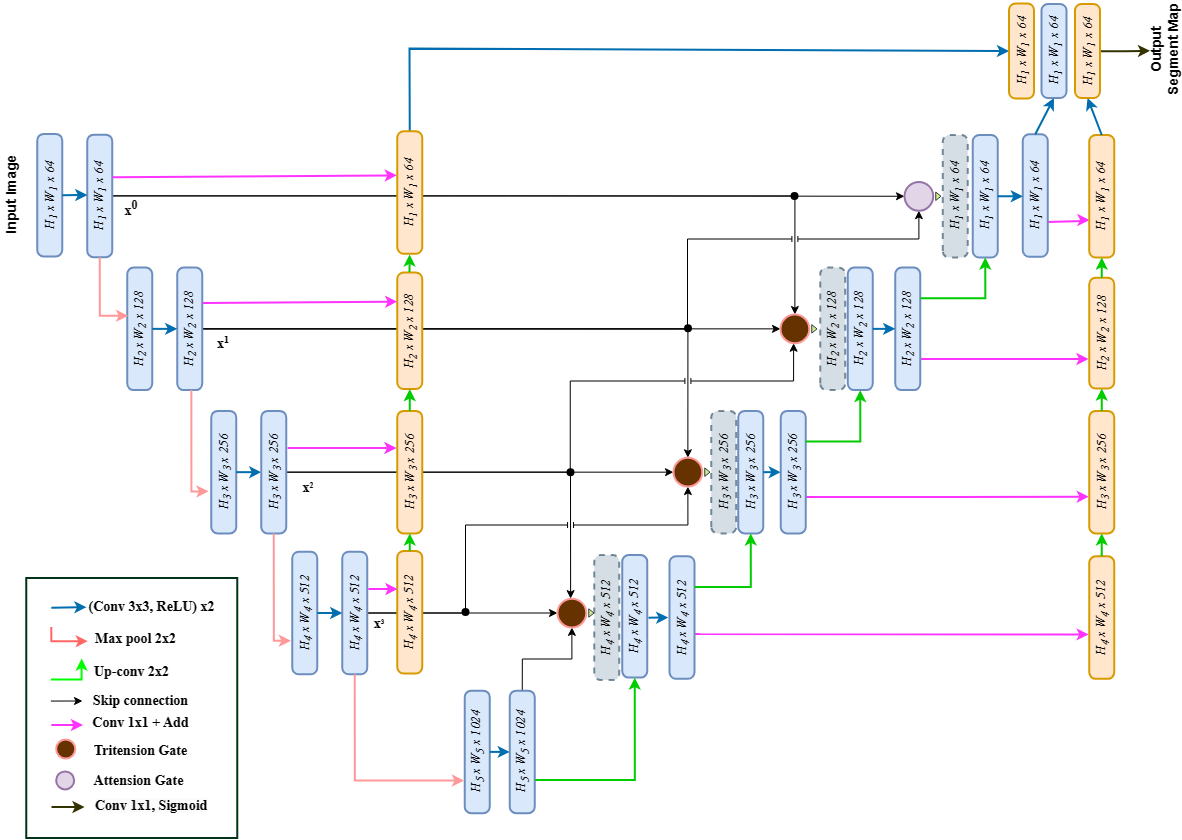 Output
Segment Map
H1 x W1 x 64
H1 x W1 x 64
H1 x W1 x 64
Input Image
H1 x W1 x 64
H1 x W1 x 64
x⁰
H1 x W1 x 64
H1 x W1 x 64
H1 x W1 x 64
H1 x W1 x 64
H1 x W1 x 64
H2 x W2 x 128
H2 x W2 x 128
x¹
H2 x W2 x 128
H2 x W2 x 128
H2 x W2 x 128
H2 x W2 x 128
H2 x W2 x 128
H3 x W3 x 256
H3 x W3 x 256
x²
H3 x W3 x 256
H3 x W3 x 256
H3 x W3 x 256
H3 x W3 x 256
H3 x W3 x 256
H4 x W4 x 512
H4 x W4 x 512
x³
H4 x W4 x 512
H4 x W4 x 512
H4 x W4 x 512
H4 x W4 x 512
H4 x W4 x 512
H5 x W5 x 1024
H5 x W5 x 1024
(Conv 3x3, ReLU) x2
Max pool 2x2
Up-conv 2x2
Skip connection
Conv 1x1 + Add
Tritension Gate
Attension Gate
Conv 1x1, Sigmoid